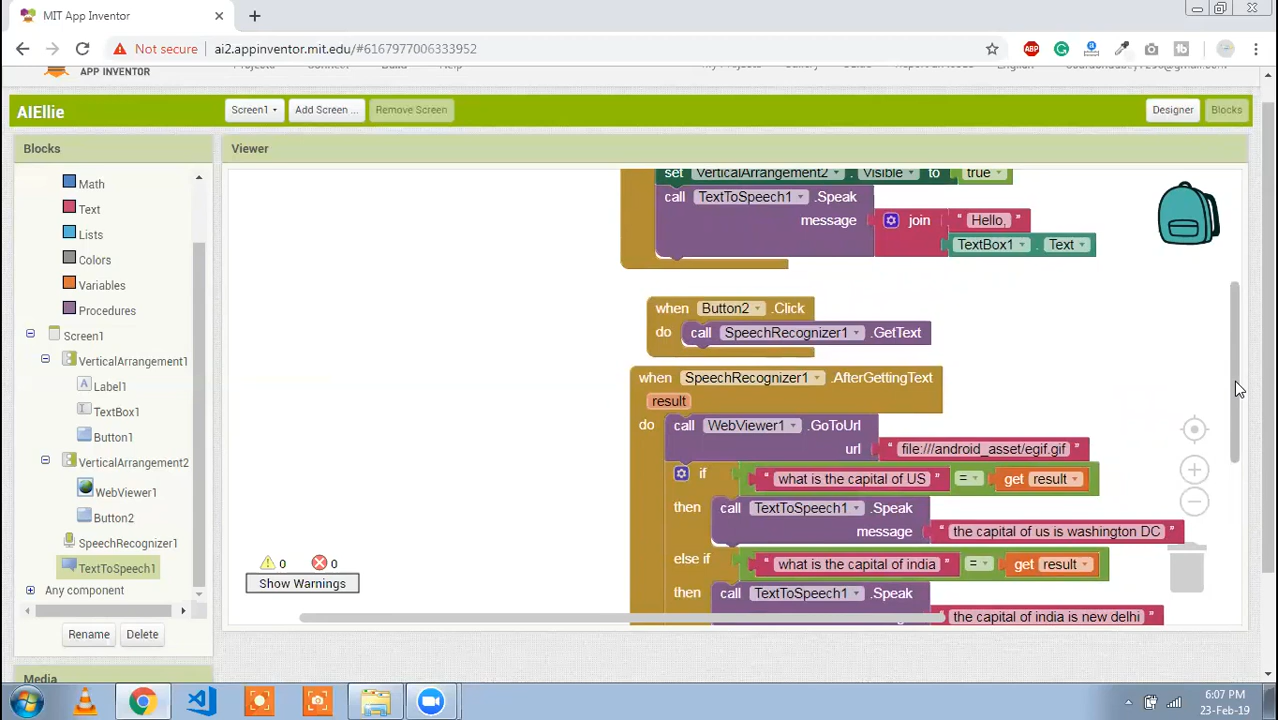 MIT App Inventor
Not secure
ai2.appinventor.mit.edu/#6167977006333952
ABP
APP INVENTOR
AIEllie
Screen1
Add Screen ...
Remove Screen
Designer
Blocks
Blocks
Viewer
Math
Text
Lists
Colors
Variables
Procedures
Screen1
VerticalArrangement1
Label1
TextBox1
Button1
VerticalArrangement2
WebViewer1
Button2
SpeechRecognizer1
TextToSpeech1
Any component
Rename
Delete
Media
set VerticalArrangement2 . Visible to true
call TextToSpeech1 .Speak
message join " Hello, "
TextBox1 . Text
when Button2 .Click
do call SpeechRecognizer1 .GetText
when SpeechRecognizer1 .AfterGettingText
result
do call WebViewer1 .GoToUrl
url " file:///android_asset/egif.gif "
if " what is the capital of US " = get result
then call TextToSpeech1 .Speak
message " the capital of us is washington DC "
else if " what is the capital of india " = get result
then call TextToSpeech1 .Speak
" the capital of india is new delhi "
0 0
Show Warnings
6:07 PM
23-Feb-19